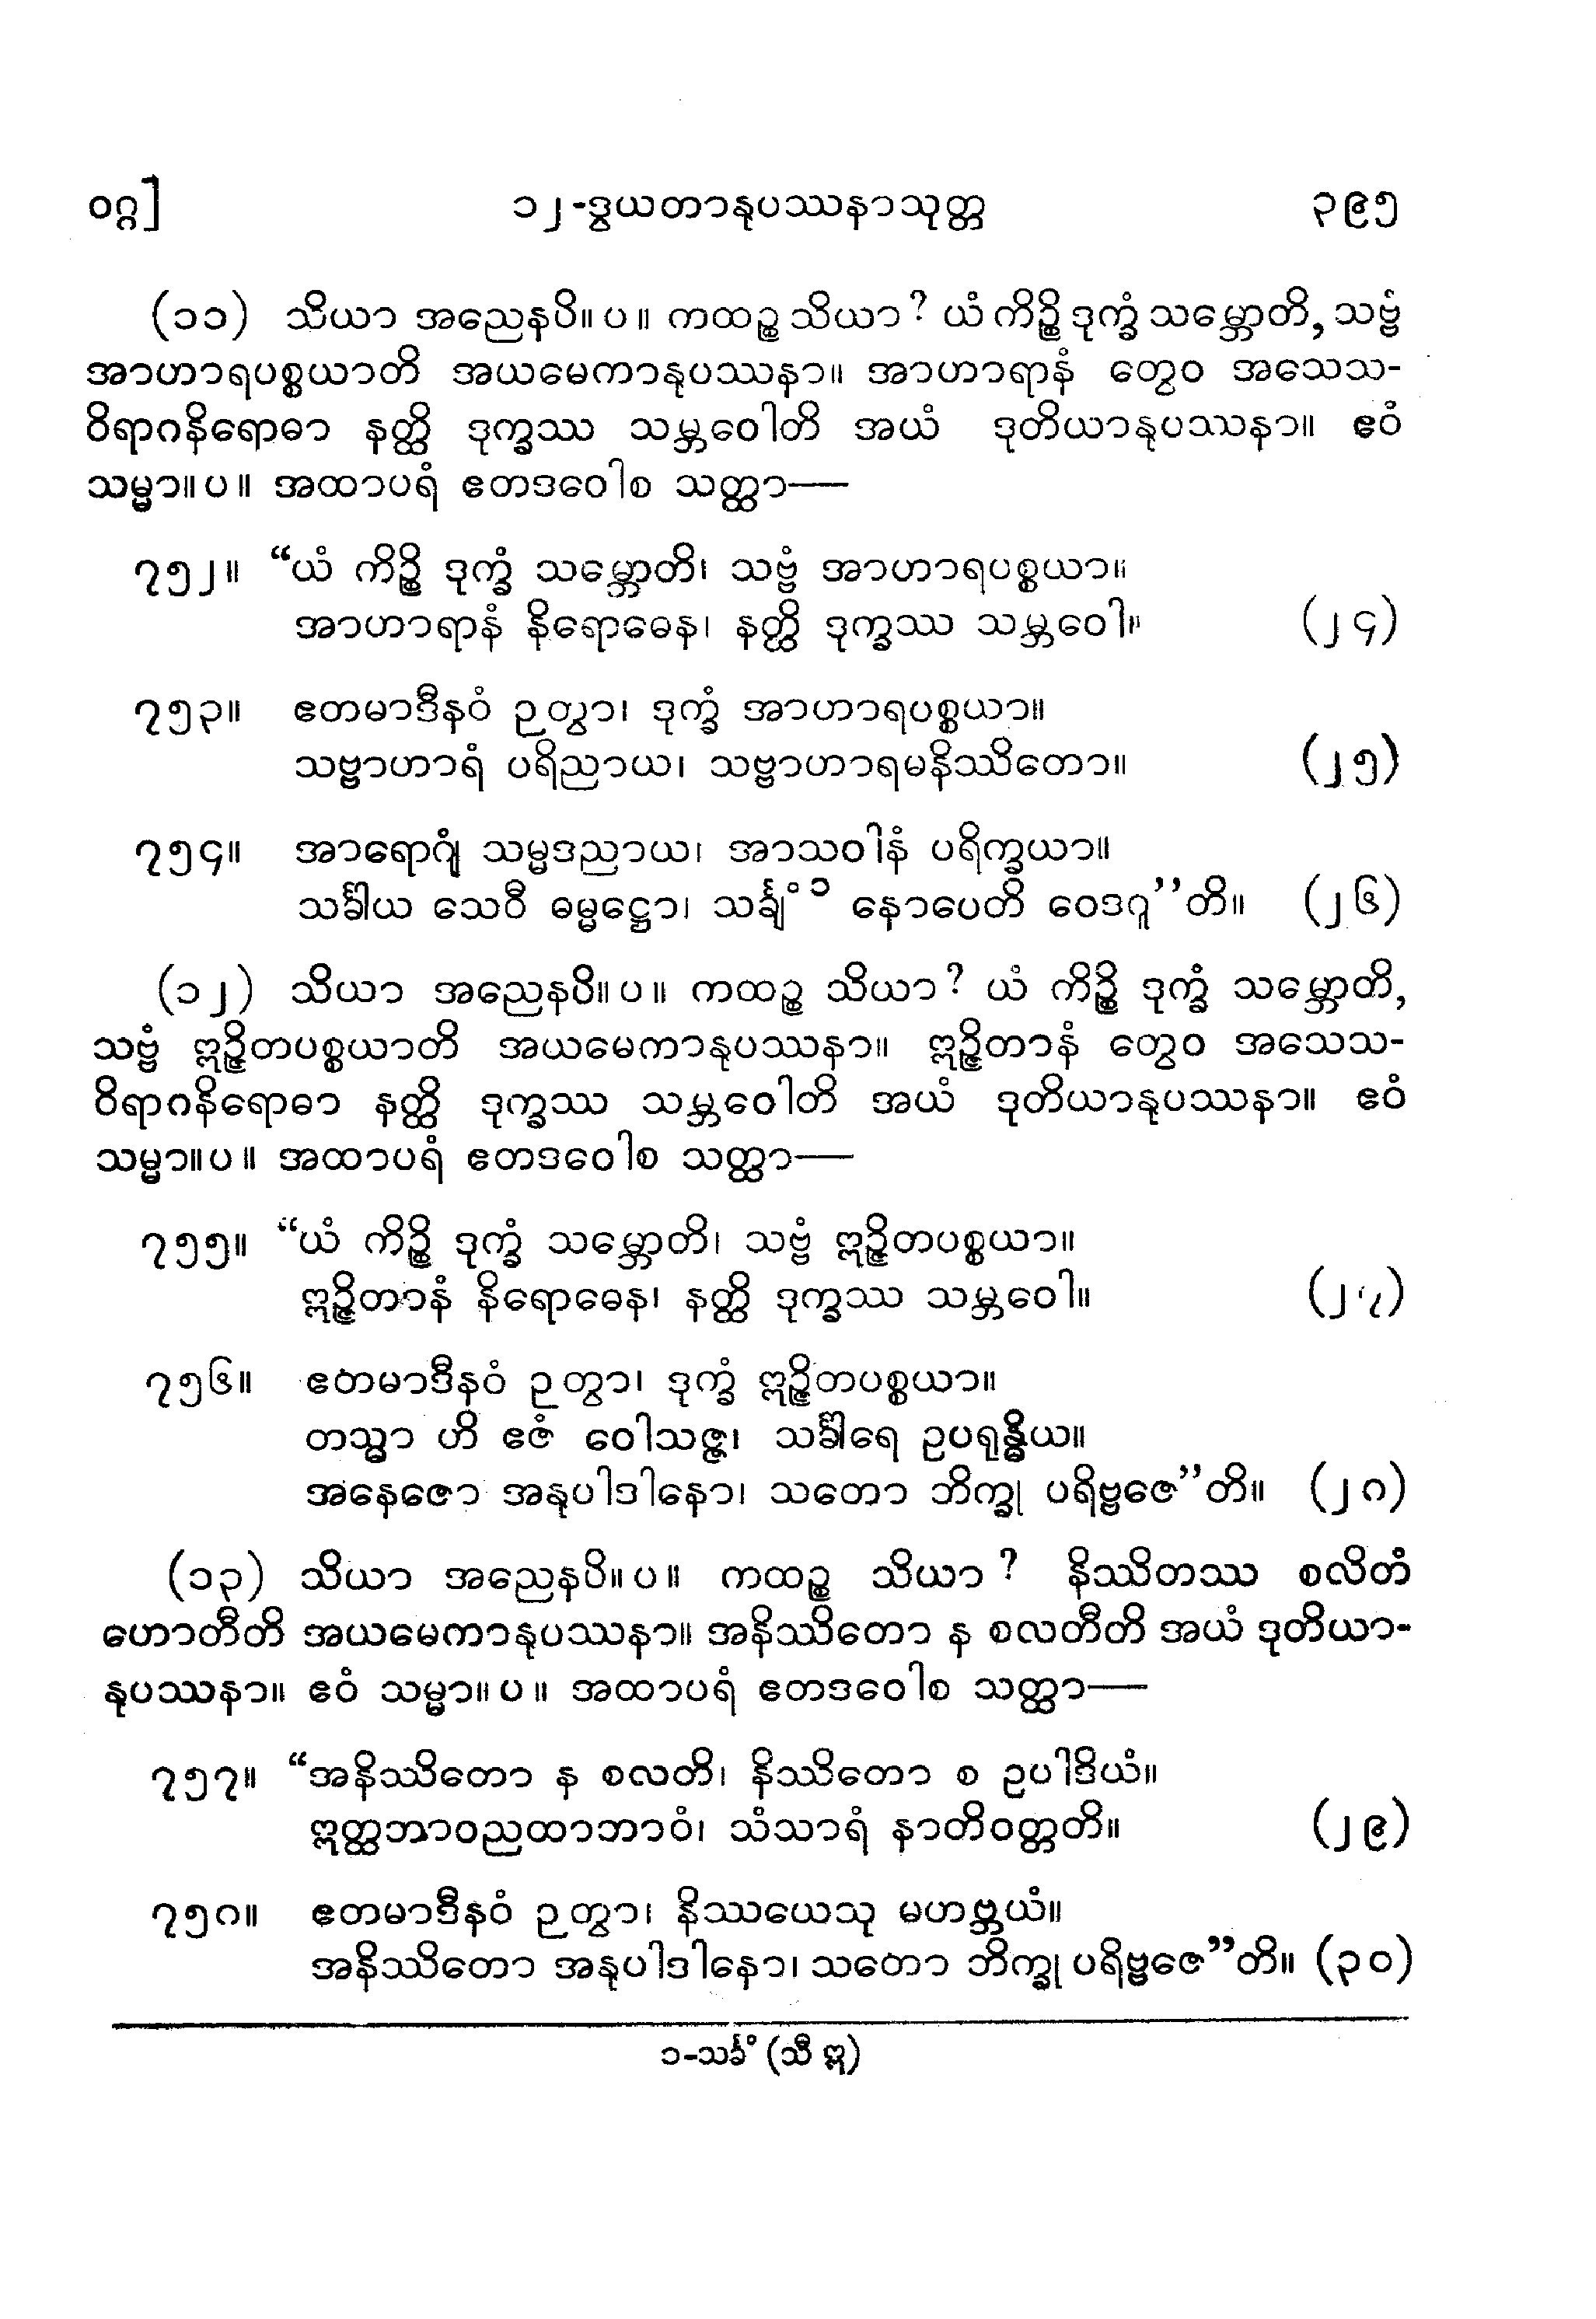 ဝဂ္ဂ] ၁၂-ဒွယတာနုပဿနာသုတ္တ ၃၉၅
(၁၁) သိယာ အညေနပိ။ပ။ ကထဉ္စ သိယာ? ယံ ကိဉ္စိ ဒုက္ခံ သမ္ဘောတိ, သဗ္ဗံ
အာဟာရပစ္စယာတိ အယမေကာနုပဿနာ။ အာဟာရာနံ တွေဝ အသေသ-
ဝိရာဂနိရောဓာ နတ္ထိ ဒုက္ခဿ သမ္ဘဝေါတိ အယံ ဒုတိယာနုပဿနာ။ ဧဝံ
သမ္မာ။ပ။ အထာပရံ ဧတဒဝေါစ သတ္ထာ—
၇၅၂။ “ယံ ကိဉ္စိ ဒုက္ခံ သမ္ဘောတိ၊ သဗ္ဗံ အာဟာရပစ္စယာ။
အာဟာရာနံ နိရောဓေန၊ နတ္ထိ ဒုက္ခဿ သမ္ဘဝေါ။ (၂၄)
၇၅၃။ ဧတမာဒီနဝံ ဉတွာ၊ ဒုက္ခံ အာဟာရပစ္စယာ။
သဗ္ဗာဟာရံ ပရိညာယ၊ သဗ္ဗာဟာရမနိဿိတော။ (၂၅)
၇၅၄။ အာရောဂျံ သမ္မဒညာယ၊ အာသဝါနံ ပရိက္ခယာ။
သင်္ခါယ သေဝီ ဓမ္မဋ္ဌော၊ သင်္ချံ ၁ နောပေတိ ဝေဒဂူ”တိ။ (၂၆)
(၁၂) သိယာ အညေနပိ။ပ။ ကထဉ္စ သိယာ? ယံ ကိဉ္စိ ဒုက္ခံ သမ္ဘောတိ,
သဗ္ဗံ ဣဉ္ဇိတပစ္စယာတိ အယမေကာနုပဿနာ။ ဣဉ္ဇိတာနံ တွေဝ အသေသ-
ဝိရာဂနိရောဓာ နတ္ထိ ဒုက္ခဿ သမ္ဘဝေါတိ အယံ ဒုတိယာနုပဿနာ။ ဧဝံ
သမ္မာ။ပ။ အထာပရံ ဧတဒဝေါစ သတ္ထာ—
၇၅၅။ “ယံ ကိဉ္စိ ဒုက္ခံ သမ္ဘောတိ၊ သဗ္ဗံ ဣဉ္ဇိတပစ္စယာ။
ဣဉ္ဇိတာနံ နိရောဓေန၊ နတ္ထိ ဒုက္ခဿ သမ္ဘဝေါ။ (၂၇)
၇၅၆။ ဧတမာဒီနဝံ ဉတွာ၊ ဒုက္ခံ ဣဉ္ဇိတပစ္စယာ။
တသ္မာ ဟိ ဧဇံ ဝေါသဇ္ဇ၊ သင်္ခါရေ ဥပရုန္ဓိယ။
အနေဇော အနုပါဒါနော၊ သတော ဘိက္ခု ပရိဗ္ဗဇေ”တိ။ (၂၈)
(၁၃) သိယာ အညေနပိ။ပ။ ကထဉ္စ သိယာ? နိဿိတဿ စလိတံ
ဟောတီတိ အယမေကာနုပဿနာ။ အနိဿိတော န စလတီတိ အယံ ဒုတိယာ-
နုပဿနာ။ ဧဝံ သမ္မာ။ပ။ အထာပရံ ဧတဒဝေါစ သတ္ထာ—
၇၅၇။ “အနိဿိတော န စလတိ၊ နိဿိတော စ ဥပါဒိယံ။
ဣတ္ထဘာဝညထာဘာဝံ၊ သံသာရံ နာတိဝတ္တတိ။ (၂၉)
၇၅၈။ ဧတမာဒီနဝံ ဉတွာ၊ နိဿယေသု မဟဗ္ဘယံ။
အနိဿိတော အနုပါဒါနော၊ သတော ဘိက္ခု ပရိဗ္ဗဇေ”တိ။ (၃၀)
၁-သင်္ခံ (သီ ဣ)